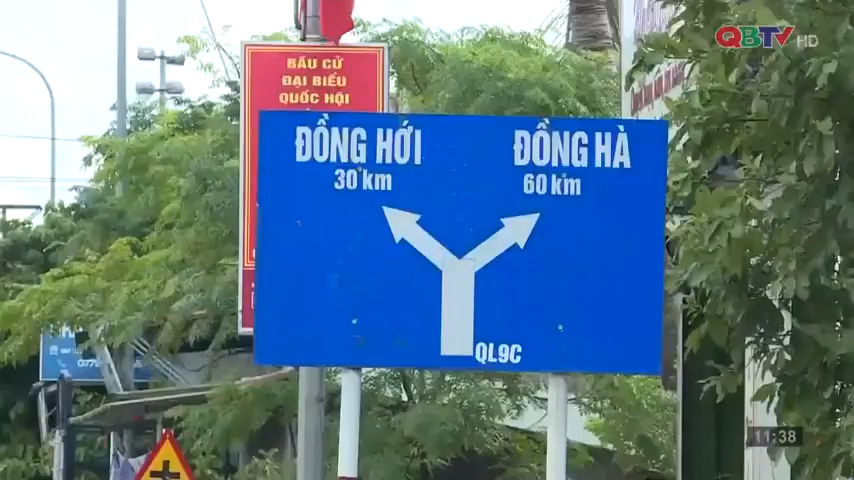 QBTV HD
BẦU CỬ
ĐẠI BIỂU
QUỐC HỘI
ĐỒNG HỚI
30 km
ĐỒNG HÀ
60 km
QL9C
11:38